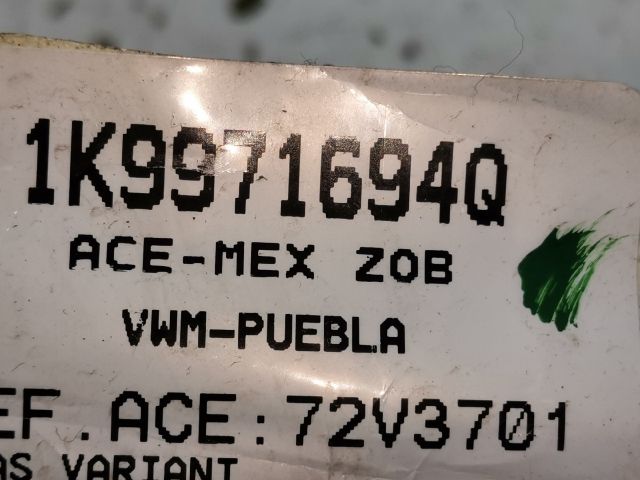 1K9971694Q
ACE-MEX ZOB
VWM-PUEBLA
EF.ACE:72V3701
AS VARIANT